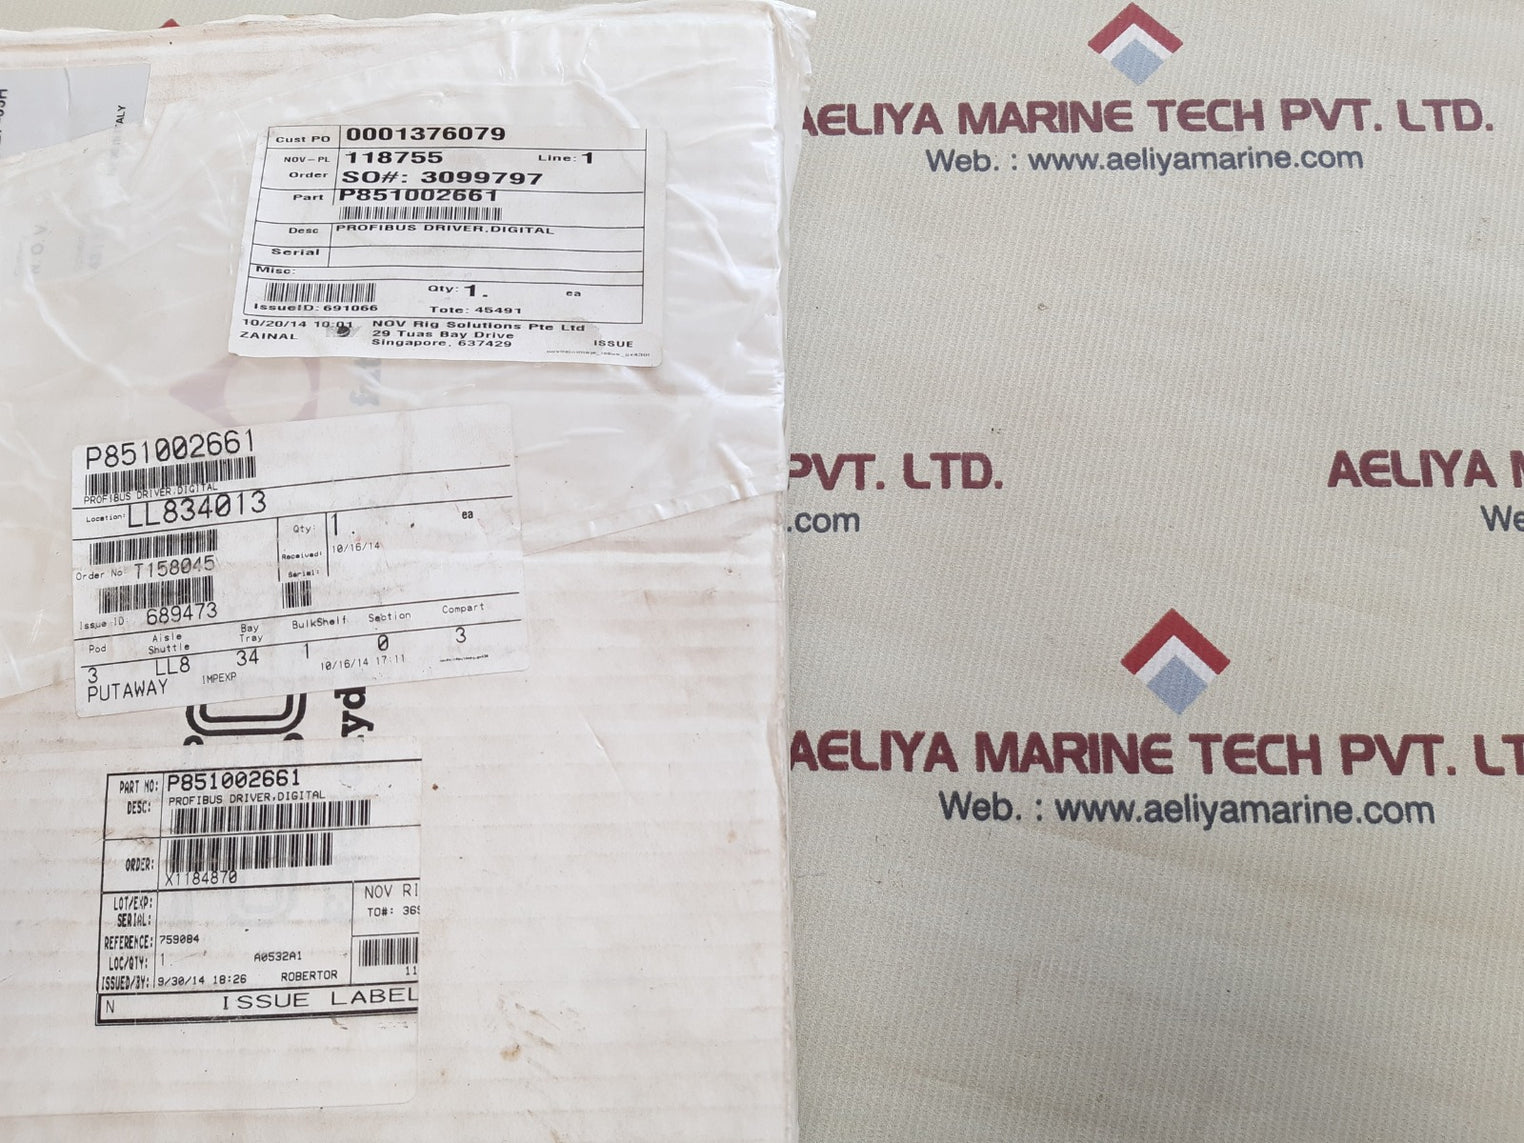 AELIYA MARINE TECH PVT. LTD.
Web. : www.aeliyamarine.com
Cust PO 0001376079
NOV-PL 118755 Line: 1
Order SO#: 3099797
Part P851002661
Desc PROFIBUS DRIVER,DIGITAL
Serial
Misc:
Qty: 1. ea
IssueID: 691066 Tote: 45491
10/20/14 10:01 NOV Rig Solutions Pte Ltd
ZAINAL 29 Tuas Bay Drive
Singapore, 637429 ISSUE
P851002661
PROFIBUS DRIVER,DIGITAL
Location: LL834013
Qty: 1. ea
Received: 10/16/14
Order No T158045
Serial:
Issue ID: 689473
Pod Aisle Shuttle Bay Tray BulkShelf Section Compart
3 LL8 34 1 0 3
PUTAWAY IMPEXP 10/16/14 17:11
yd
PART NO: P851002661
DESC: PROFIBUS DRIVER,DIGITAL
ORDER:
X1184870
LOT/EXP: NOV RI
SERIAL: TO#: 36
REFERENCE: 759084
LOC/QTY: 1 A0532A1
ISSUED/BY: 9/30/14 18:26 ROBERTOR 11
N ISSUE LABEL
PVT. LTD.
.com
AELIYA
We
AELIYA MARINE TECH PVT. LT
Web. : www.aeliyamarine.com